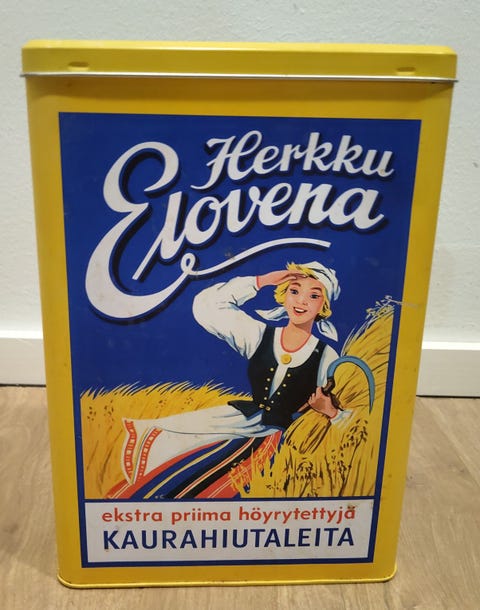 Herkku
Elovena
ekstra priima höyrytettyjä
KAURAHIUTALEITA